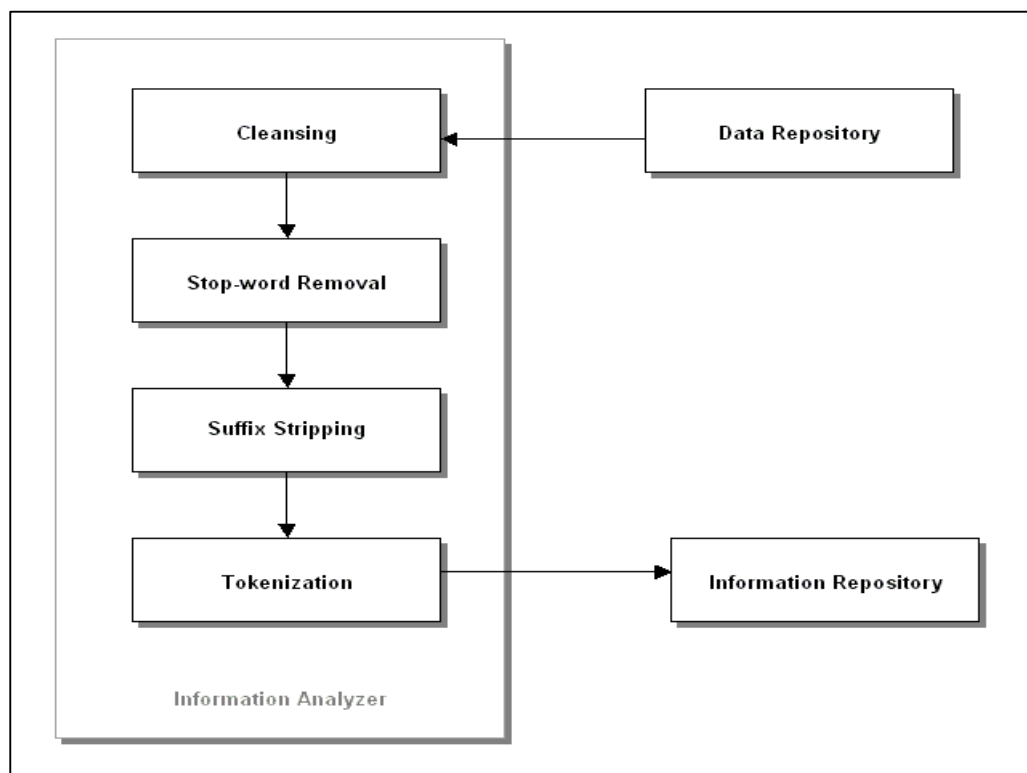 Cleansing
Data Repository
Stop-word Removal
Suffix Stripping
Tokenization
Information Repository
Information Analyzer